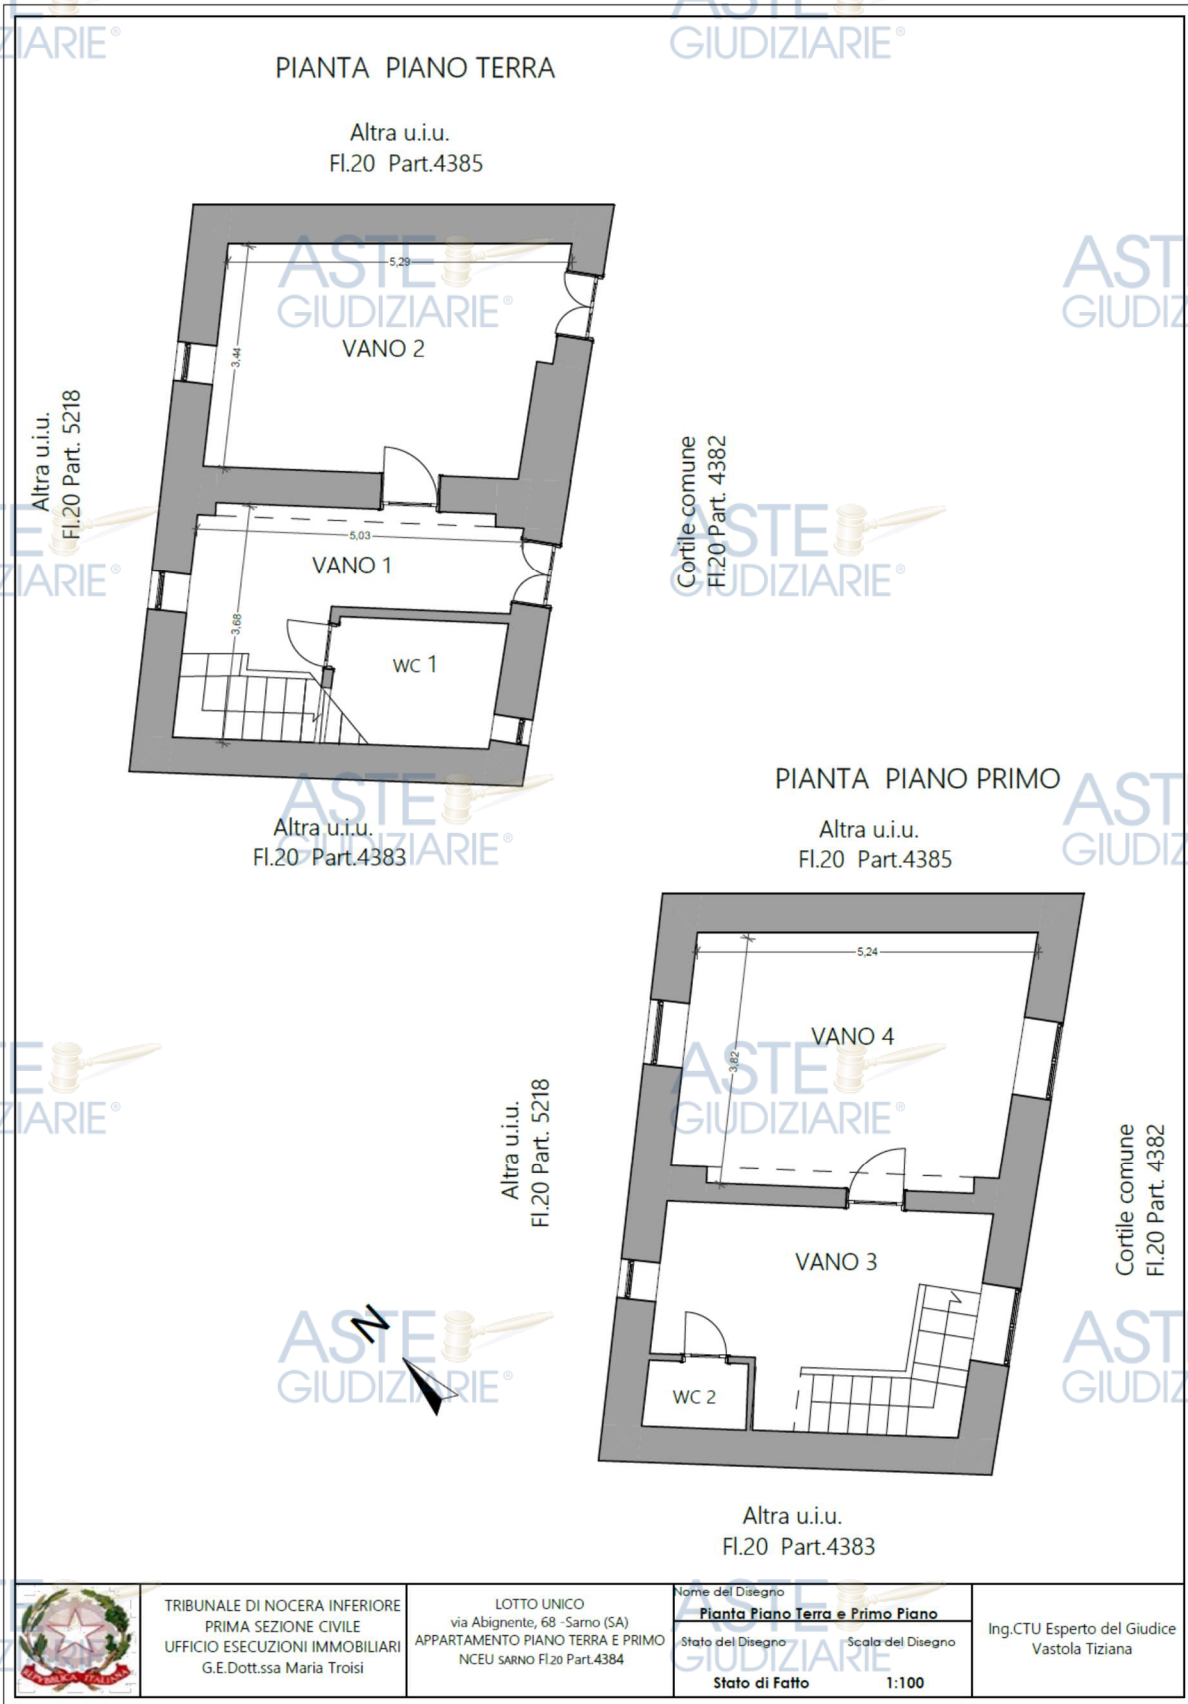 PIANTA PIANO TERRA
Altra u.i.u.
Fl.20 Part.4385
5,29
VANO 2
3,44
Altra u.i.u.
Fl.20 Part. 5218
Cortile comune
Fl.20 Part. 4382
5,03
VANO 1
3,68
WC 1
Altra u.i.u.
Fl.20 Part.4383
PIANTA PIANO PRIMO
Altra u.i.u.
Fl.20 Part.4385
5,24
VANO 4
3,82
Altra u.i.u.
Fl.20 Part. 5218
Cortile comune
Fl.20 Part. 4382
VANO 3
WC 2
N
Altra u.i.u.
Fl.20 Part.4383
REPVBBLICA ITALIANA
TRIBUNALE DI NOCERA INFERIORE
PRIMA SEZIONE CIVILE
UFFICIO ESECUZIONI IMMOBILIARI
G.E.Dott.ssa Maria Troisi
LOTTO UNICO
via Abignente, 68 -Sarno (SA)
APPARTAMENTO PIANO TERRA E PRIMO
NCEU SARNO Fl.20 Part.4384
Nome del Disegno
Pianta Piano Terra e Primo Piano
Stato del Disegno Scala del Disegno
Stato di Fatto 1:100
Ing.CTU Esperto del Giudice
Vastola Tiziana
ASTE
GIUDIZIARIE®